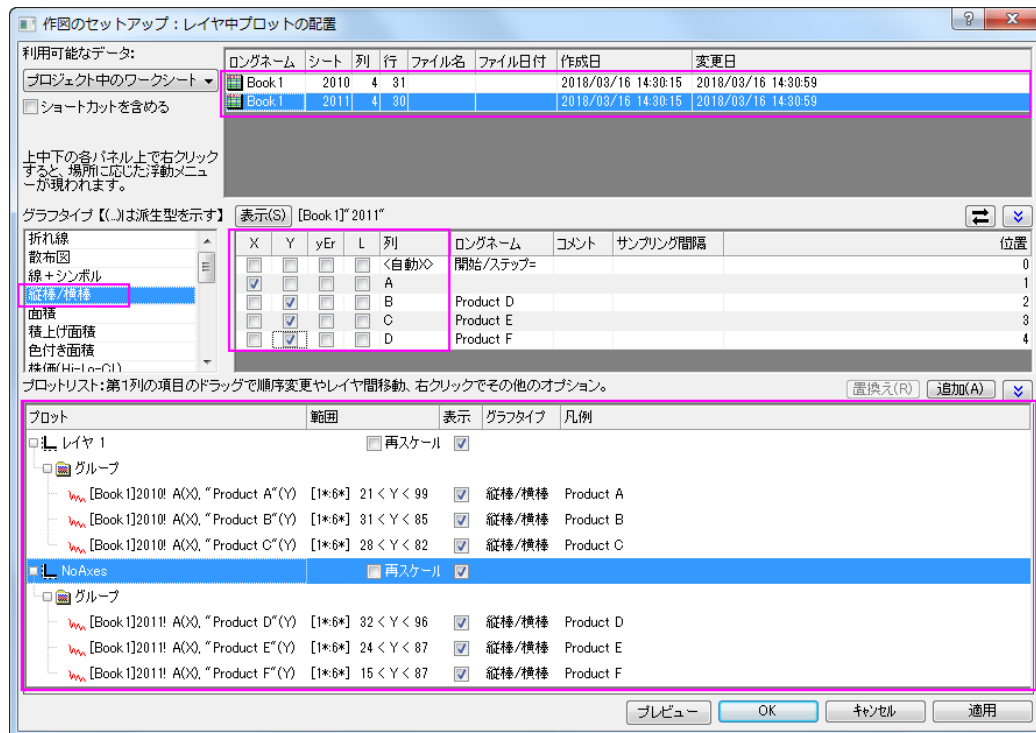 作図のセットアップ：レイヤ中プロットの配置
利用可能なデータ:
プロジェクト中のワークシート
ショートカットを含める
上中下の各パネル上で右クリック
すると、場所に応じた浮動メニュ
ーが現われます。
ロングネーム シート 列 行 ファイル名 ファイル日付 作成日 変更日
Book1 2010 4 31 2018/03/16 14:30:15 2018/03/16 14:30:59
Book1 2011 4 30 2018/03/16 14:30:15 2018/03/16 14:30:59
グラフタイプ【(...)は派生型を示す】
表示(S) [Book1]"2011"
折れ線
散布図
線＋シンボル
縦棒/横棒
面積
積上げ面積
色付き面積
株価(Hi-Lo-Cl)
X Y yEr L 列 ロングネーム コメント サンプリング間隔 位置
<自動X> 開始/ステップ= 0
A 1
B Product D 2
C Product E 3
D Product F 4
プロットリスト:第1列の項目のドラッグで順序変更やレイヤ間移動、右クリックでその他のオプション。
置換え(R) 追加(A)
プロット 範囲 表示 グラフタイプ 凡例
レイヤ 1 再スケール
グループ
[Book1]2010! A(X), "Product A"(Y) [1*:6*] 21 < Y < 99 縦棒/横棒 Product A
[Book1]2010! A(X), "Product B"(Y) [1*:6*] 31 < Y < 85 縦棒/横棒 Product B
[Book1]2010! A(X), "Product C"(Y) [1*:6*] 28 < Y < 82 縦棒/横棒 Product C
NoAxes 再スケール
グループ
[Book1]2011! A(X), "Product D"(Y) [1*:6*] 32 < Y < 96 縦棒/横棒 Product D
[Book1]2011! A(X), "Product E"(Y) [1*:6*] 24 < Y < 87 縦棒/横棒 Product E
[Book1]2011! A(X), "Product F"(Y) [1*:6*] 15 < Y < 87 縦棒/横棒 Product F
プレビュー OK キャンセル 適用